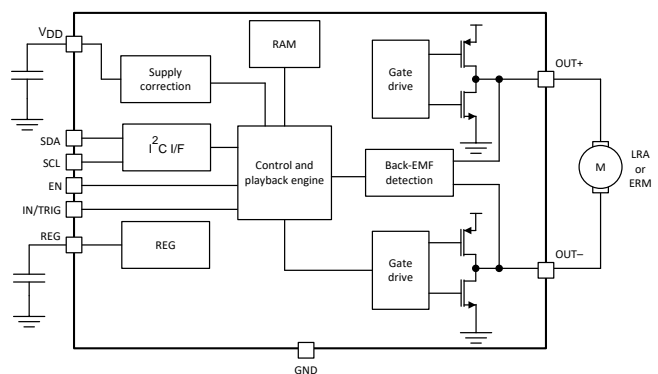 VDD
RAM
Supply
correction
Gate
drive
OUT+
SDA
SCL
I2C I/F
Control and
playback engine
Back-EMF
detection
M
LRA
or
ERM
EN
IN/TRIG
REG
REG
Gate
drive
OUT–
GND